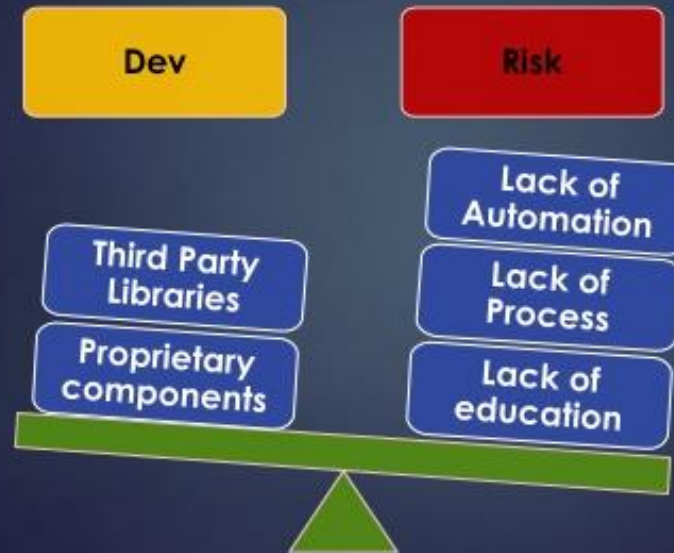 Dev
Risk
Lack of
Automation
Third Party
Libraries
Lack of
Process
Proprietary
components
Lack of
education